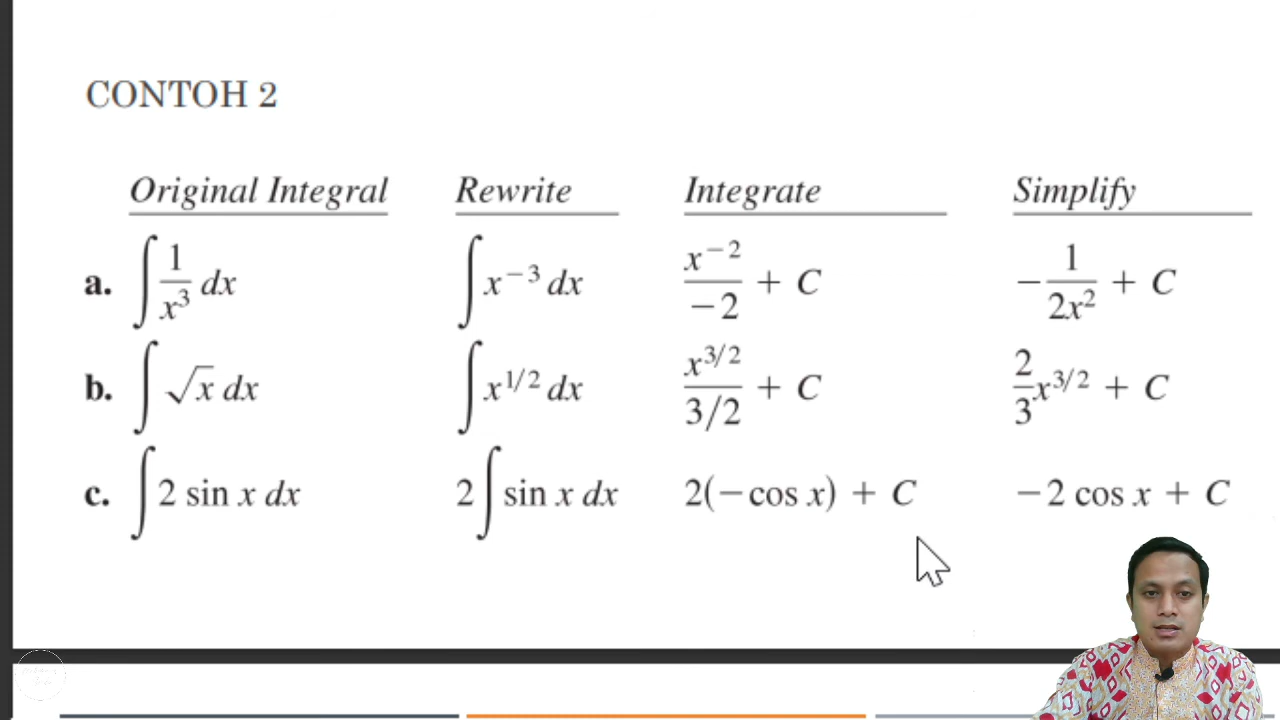 CONTOH 2
Original Integral Rewrite Integrate Simplify
a. ∫ 1/x³ dx ∫ x⁻³ dx x⁻²/−2 + C −1/2x² + C
b. ∫ √x dx ∫ x^1/2 dx x^3/2/3/2 + C 2/3 x^3/2 + C
c. ∫ 2 sin x dx 2 ∫ sin x dx 2(−cos x) + C −2 cos x + C